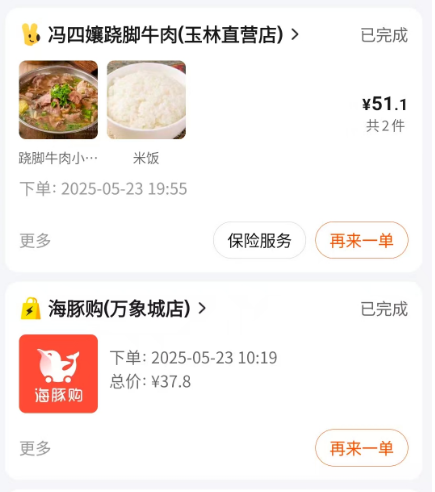 冯四孃跷脚牛肉(玉林直营店) >
已完成
¥51.1
共2件
跷脚牛肉小…
米饭
下单: 2025-05-23 19:55
更多
保险服务
再来一单
海豚购(万象城店) >
已完成
海豚购
下单: 2025-05-23 10:19
总价: ¥37.8
更多
再来一单